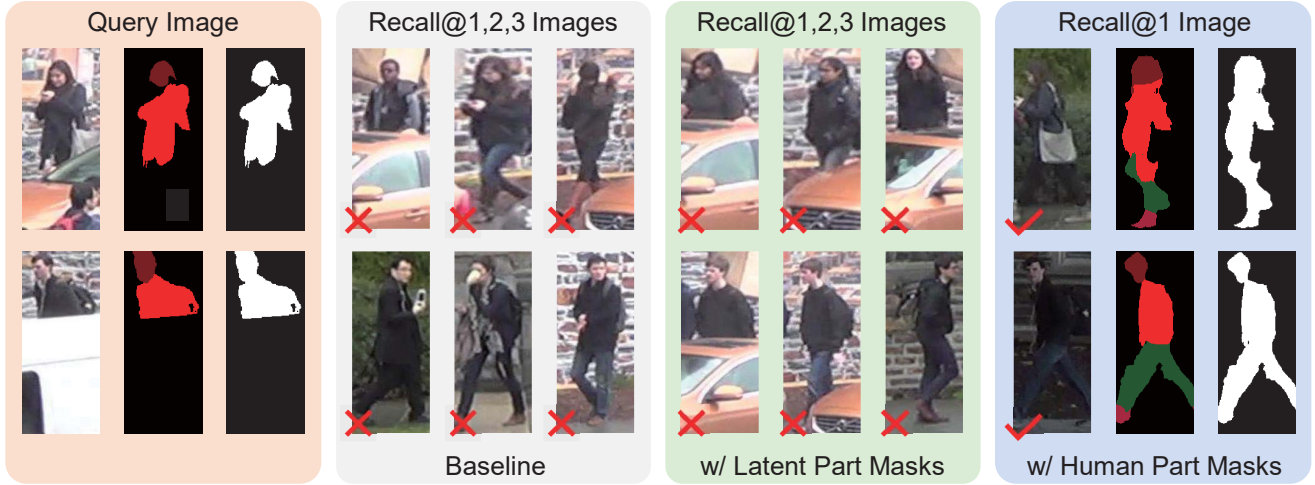 Query Image
Recall@1,2,3 Images
Recall@1,2,3 Images
Recall@1 Image
Baseline
w/ Latent Part Masks
w/ Human Part Masks